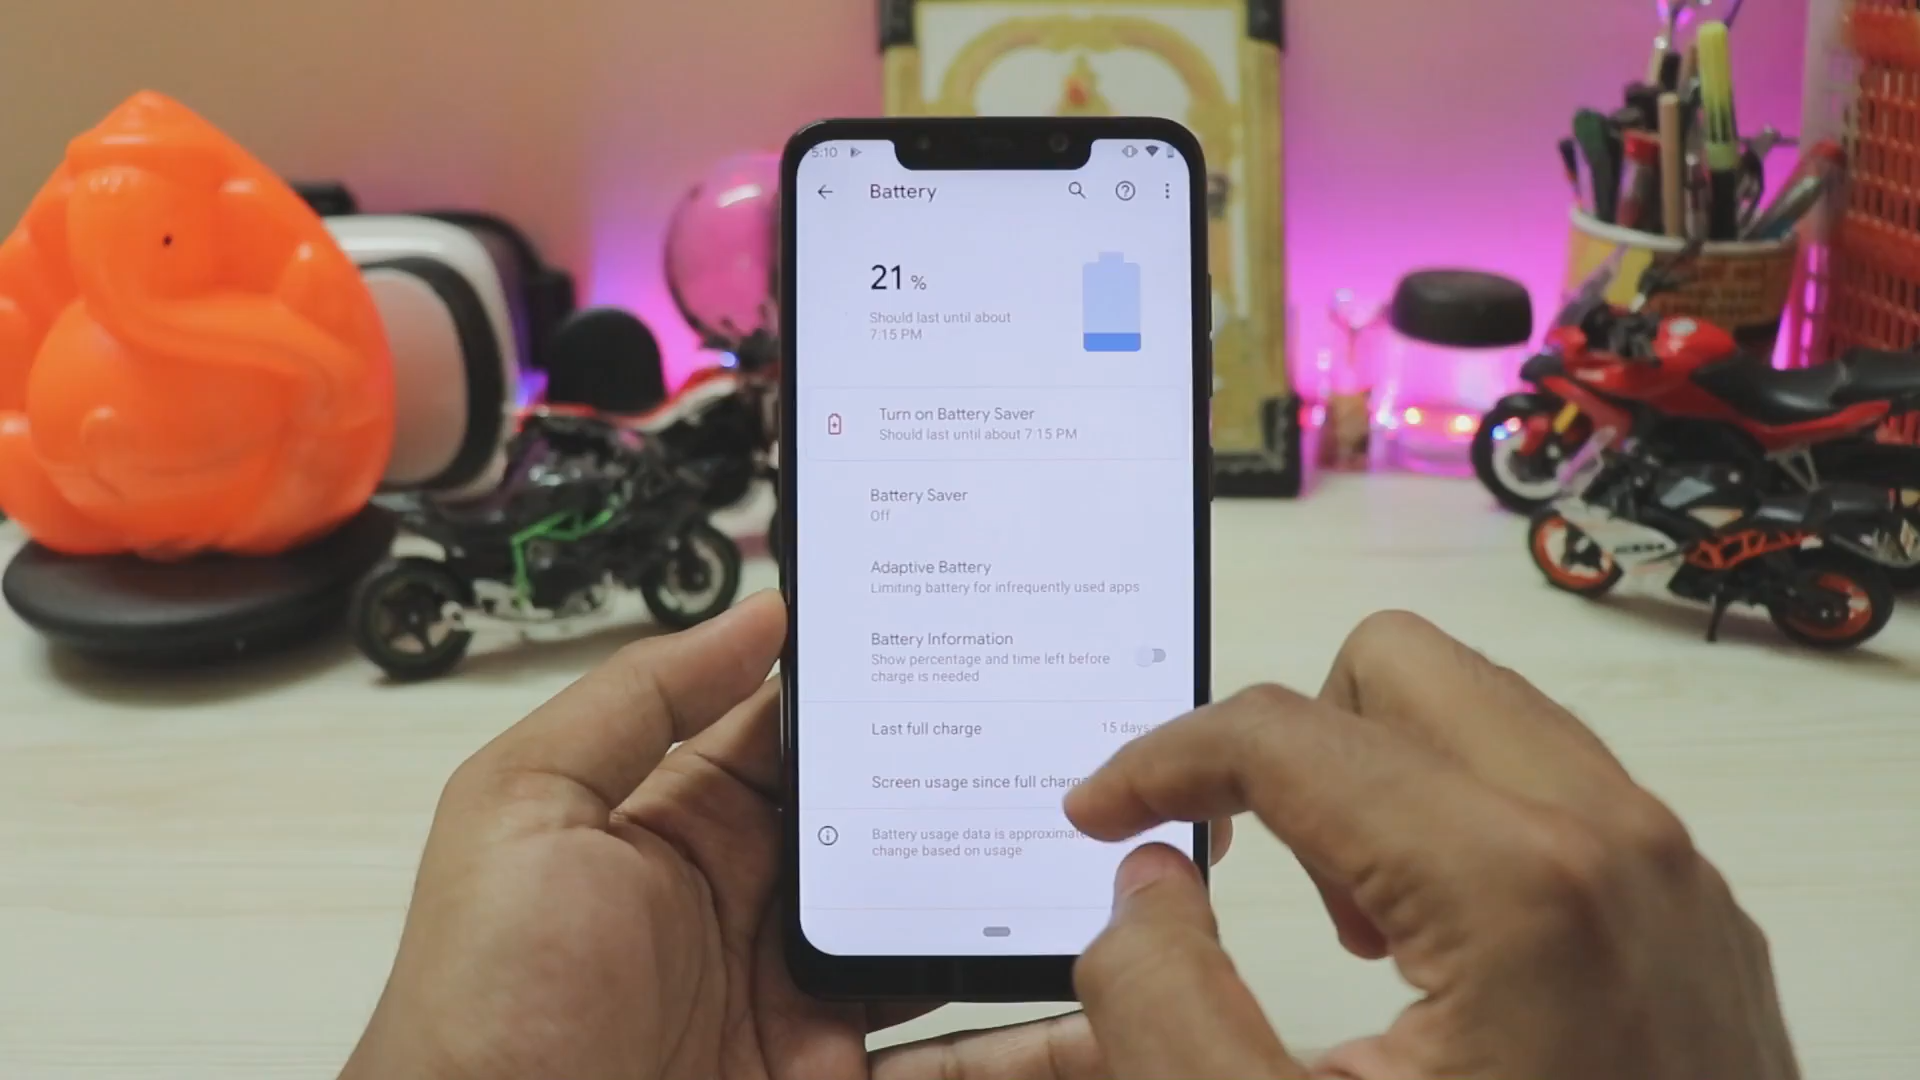 5:10
Battery
21 %
Should last until about
7:15 PM
Turn on Battery Saver
Should last until about 7:15 PM
Battery Saver
Off
Adaptive Battery
Limiting battery for infrequently used apps
Battery Information
Show percentage and time left before
charge is needed
Last full charge
15 days
Screen usage since full charge
Battery usage data is approximate
change based on usage